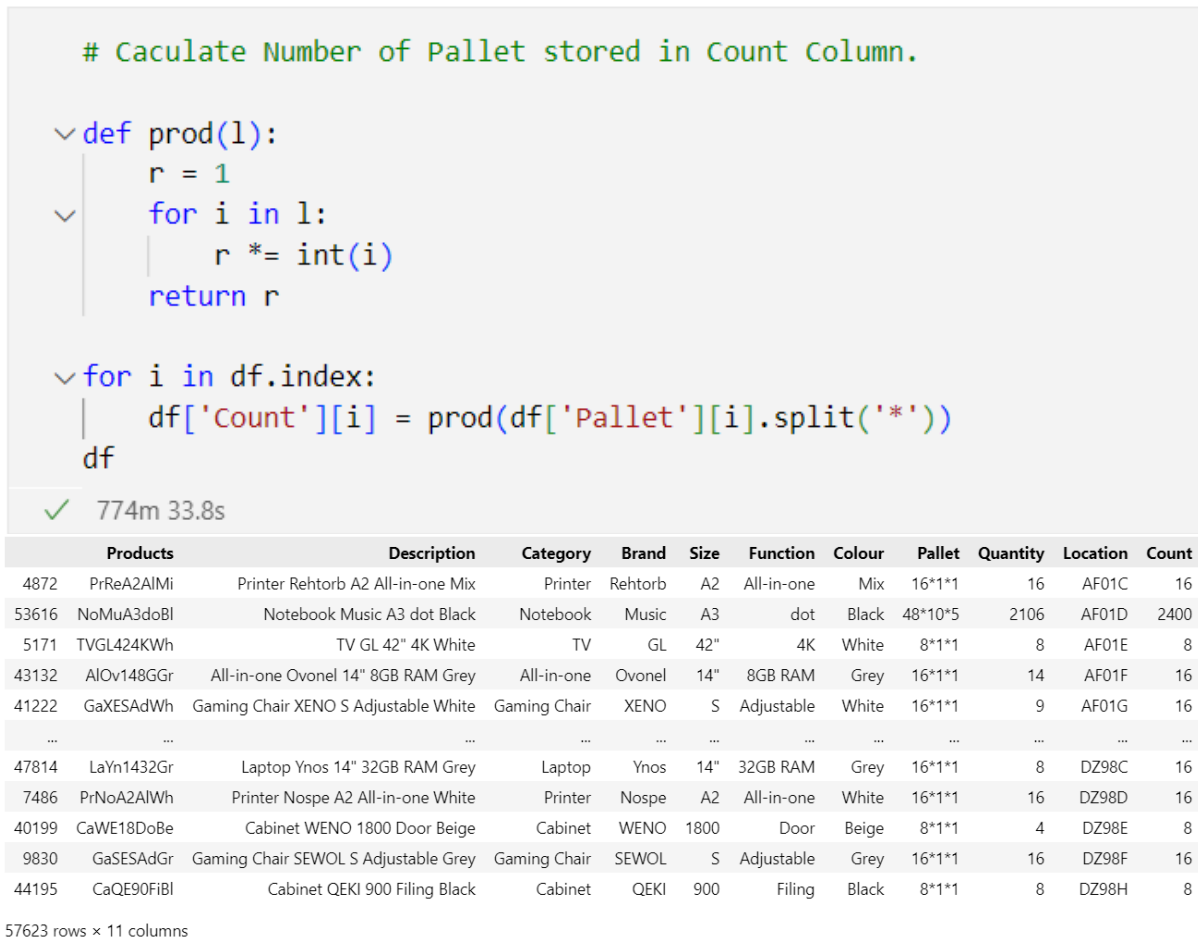 # Caculate Number of Pallet stored in Count Column.
def prod(l):
r = 1
for i in l:
r *= int(i)
return r
for i in df.index:
df['Count'][i] = prod(df['Pallet'][i].split('*'))
df
774m 33.8s
Products Description Category Brand Size Function Colour Pallet Quantity Location Count
4872 PrReA2AlMi Printer Rehtorb A2 All-in-one Mix Printer Rehtorb A2 All-in-one Mix 16*1*1 16 AF01C 16
53616 NoMuA3doBl Notebook Music A3 dot Black Notebook Music A3 dot Black 48*10*5 2106 AF01D 2400
5171 TVGL424KWh TV GL 42" 4K White TV GL 42" 4K White 8*1*1 8 AF01E 8
43132 AlOv148GGr All-in-one Ovonel 14" 8GB RAM Grey All-in-one Ovonel 14" 8GB RAM Grey 16*1*1 14 AF01F 16
41222 GaXESAdWh Gaming Chair XENO S Adjustable White Gaming Chair XENO S Adjustable White 16*1*1 9 AF01G 16
... ... ... ... ... ... ... ... ... ... ... ...
47814 LaYn1432Gr Laptop Ynos 14" 32GB RAM Grey Laptop Ynos 14" 32GB RAM Grey 16*1*1 8 DZ98C 16
7486 PrNoA2AlWh Printer Nospe A2 All-in-one White Printer Nospe A2 All-in-one White 16*1*1 16 DZ98D 16
40199 CaWE18DoBe Cabinet WENO 1800 Door Beige Cabinet WENO 1800 Door Beige 8*1*1 4 DZ98E 8
9830 GaSESAdGr Gaming Chair SEWOL S Adjustable Grey Gaming Chair SEWOL S Adjustable Grey 16*1*1 16 DZ98F 16
44195 CaQE90FiBl Cabinet QEKI 900 Filing Black Cabinet QEKI 900 Filing Black 8*1*1 8 DZ98H 8
57623 rows × 11 columns